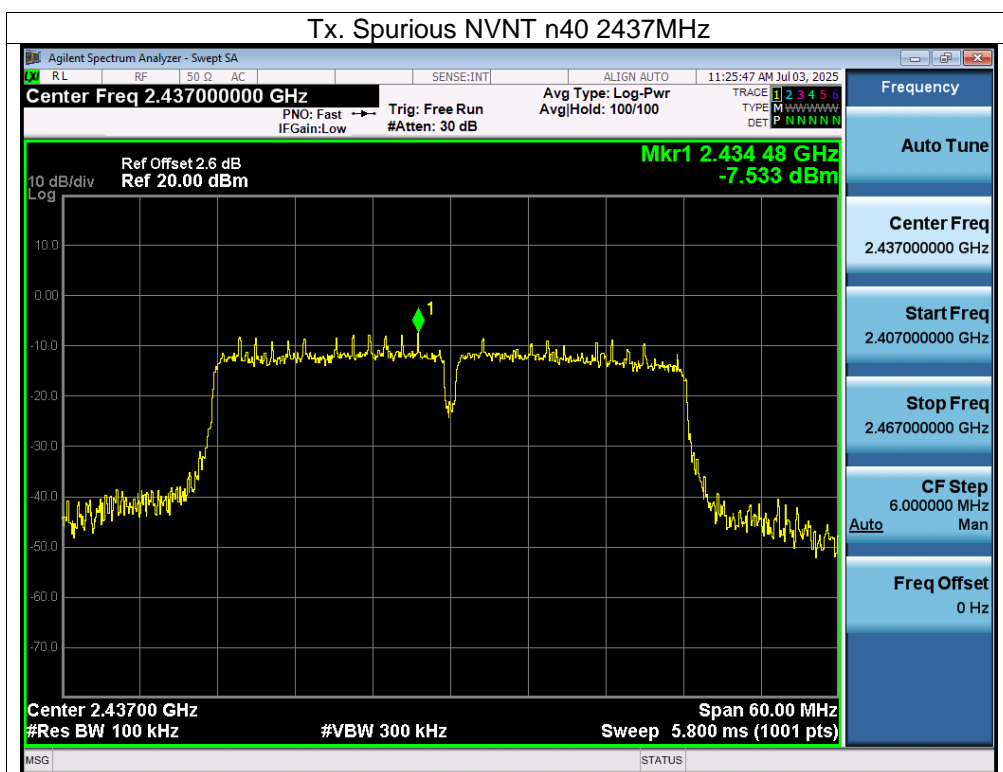 Tx. Spurious NVNT n40 2437MHz
Agilent Spectrum Analyzer - Swept SA
LXI RL RF 50 Ω AC SENSE:INT ALIGN AUTO 11:25:47 AM Jul 03, 2025
Center Freq 2.437000000 GHz
PNO: Fast
IFGain:Low
Trig: Free Run
#Atten: 30 dB
Avg Type: Log-Pwr
Avg|Hold: 100/100
TRACE 1 2 3 4 5 6
TYPE M WWWWW
DET P N N N N N
Mkr1 2.434 48 GHz
-7.533 dBm
Ref Offset 2.6 dB
10 dB/div Ref 20.00 dBm
Log
10.0
0.00
-10.0
-20.0
-30.0
-40.0
-50.0
-60.0
-70.0
1
Center 2.43700 GHz Span 60.00 MHz
#Res BW 100 kHz #VBW 300 kHz Sweep 5.800 ms (1001 pts)
MSG STATUS
Frequency
Auto Tune
Center Freq
2.437000000 GHz
Start Freq
2.407000000 GHz
Stop Freq
2.467000000 GHz
CF Step
6.000000 MHz
Auto Man
Freq Offset
0 Hz